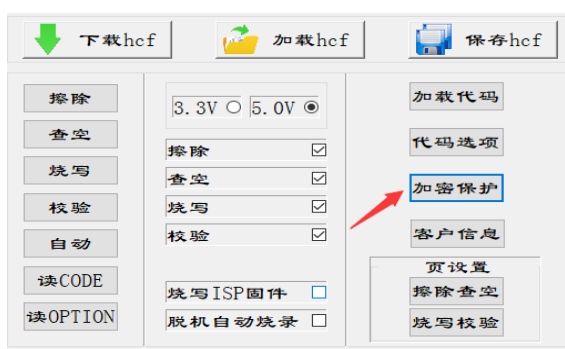 下载hcf
加载hcf
保存hcf
擦除
查空
烧写
校验
自动
读CODE
读OPTION
3.3V 5.0V
擦除
查空
烧写
校验
烧写ISP固件
脱机自动烧录
加载代码
代码选项
加密保护
客户信息
页设置
擦除查空
烧写校验